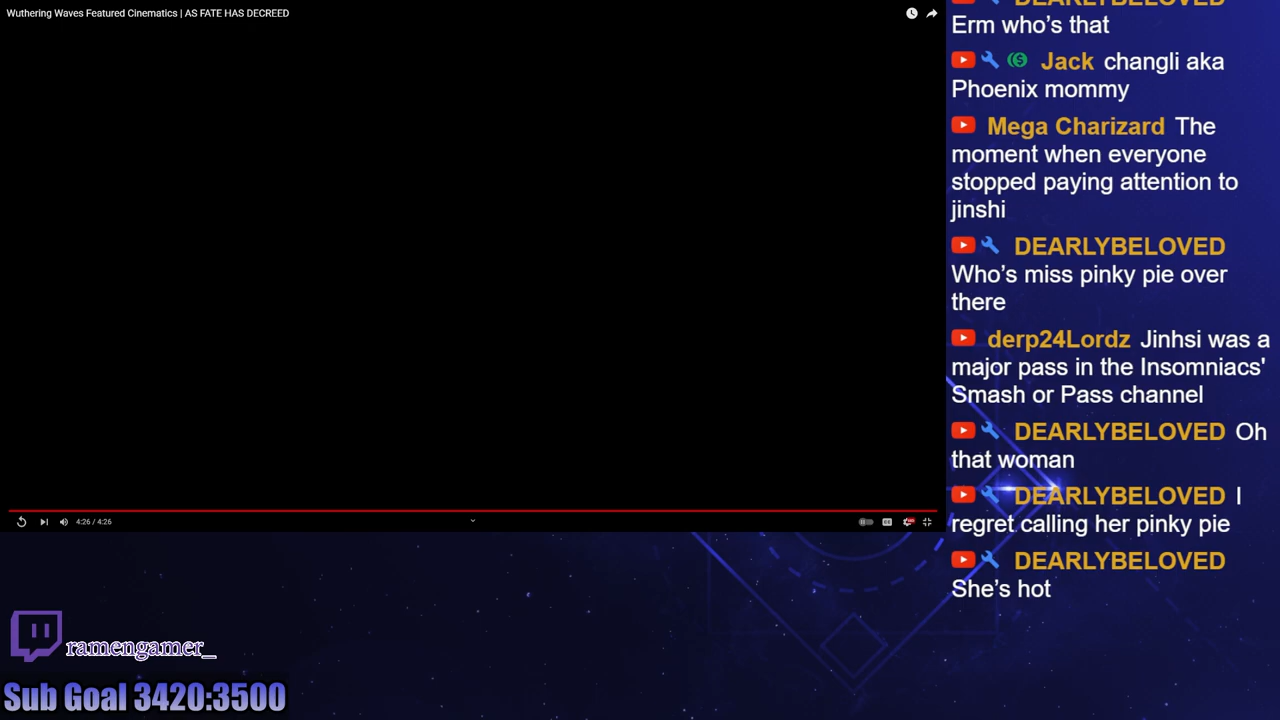 Wuthering Waves Featured Cinematics | AS FATE HAS DECREED
4:26 / 4:26
DEARLYBELOVED
Erm who's that
Jack changli aka
Phoenix mommy
Mega Charizard The
moment when everyone
stopped paying attention to
jinshi
DEARLYBELOVED
Who's miss pinky pie over
there
derp24Lordz Jinhsi was a
major pass in the Insomniacs'
Smash or Pass channel
DEARLYBELOVED Oh
that woman
DEARLYBELOVED I
regret calling her pinky pie
DEARLYBELOVED
She's hot
ramengamer_
Sub Goal 3420:3500